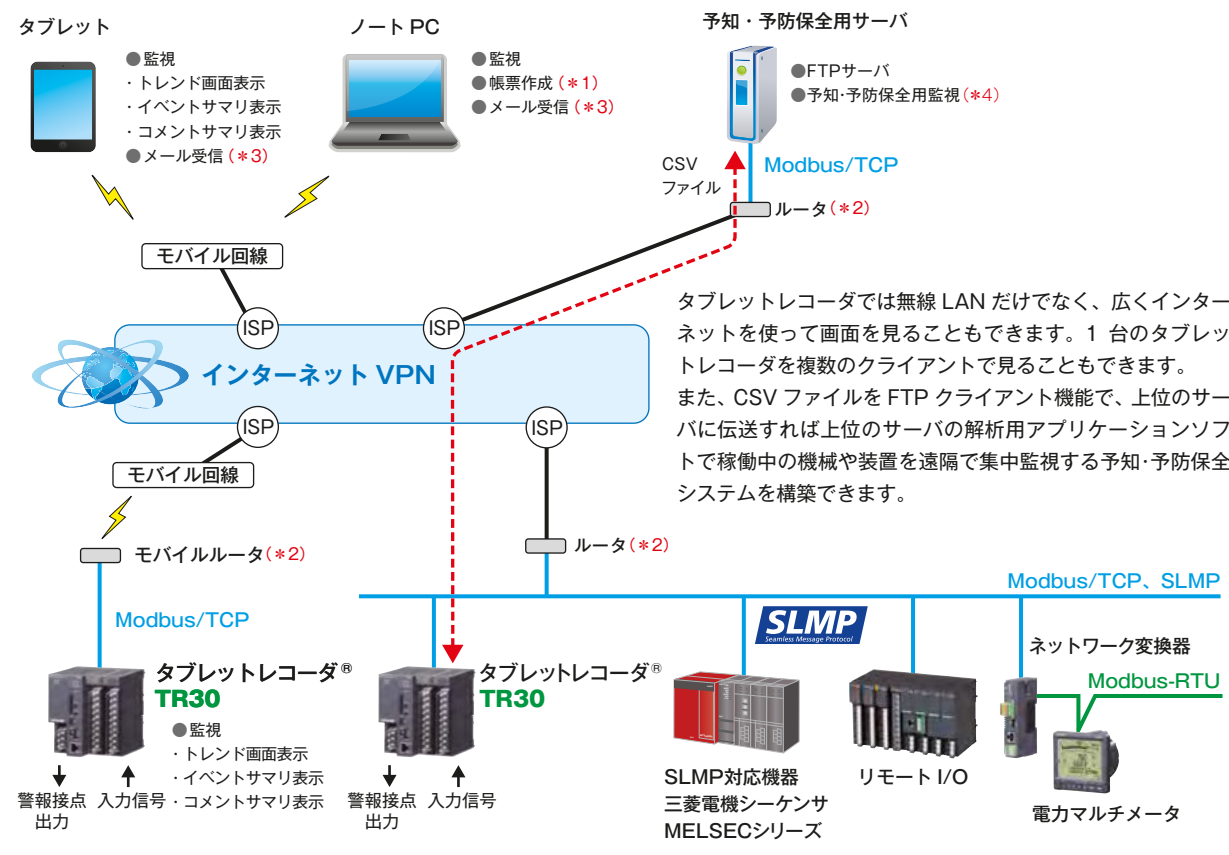 タブレット
●監視
・トレンド画面表示
・イベントサマリ表示
・コメントサマリ表示
●メール受信(＊3)
ノート PC
●監視
●帳票作成(＊1)
●メール受信(＊3)
予知・予防保全用サーバ
●FTPサーバ
●予知・予防保全用監視(＊4)
CSV
ファイル
Modbus/TCP
ルータ(＊2)
モバイル回線
ISP
ISP
インターネット VPN
ISP
ISP
タブレットレコーダでは無線 LAN だけでなく、広くインター
ネットを使って画面を見ることもできます。1 台のタブレッ
トレコーダを複数のクライアントで見ることもできます。
また、CSV ファイルを FTP クライアント機能で、上位のサー
バに伝送すれば上位のサーバの解析用アプリケーションソフ
トで稼働中の機械や装置を遠隔で集中監視する予知・予防保全
システムを構築できます。
モバイル回線
モバイルルータ(＊2)
ルータ(＊2)
Modbus/TCP
Modbus/TCP、SLMP
SLMP
Seamless Message Protocol
タブレットレコーダ®
TR30
●監視
・トレンド画面表示
・イベントサマリ表示
・コメントサマリ表示
警報接点
出力
入力信号
タブレットレコーダ®
TR30
警報接点
出力
入力信号
SLMP対応機器
三菱電機シーケンサ
MELSECシリーズ
リモート I/O
ネットワーク変換器
Modbus-RTU
電力マルチメータ